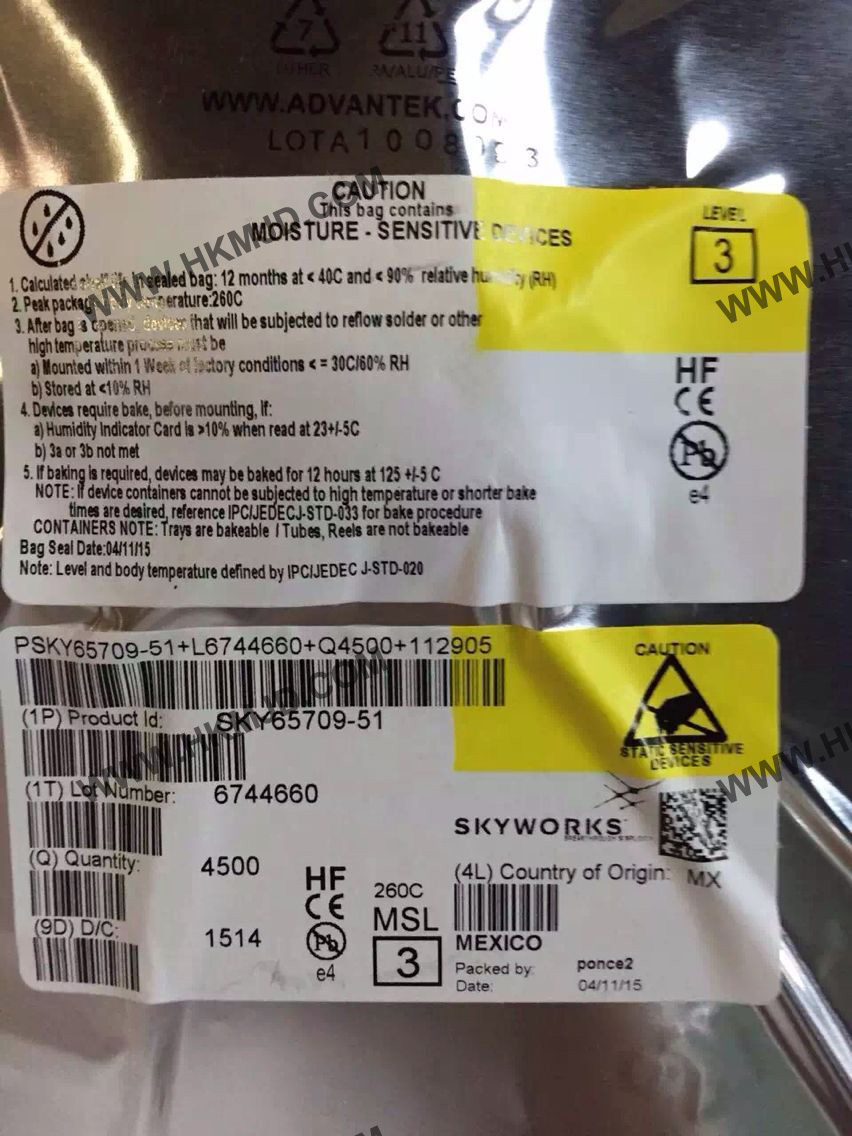 7
11
OTHER
WWW.ADVANTEK.COM
CAUTION
This bag contains
MOISTURE - SENSITIVE DEVICES
LEVEL
3
1. Calculated sealed bag: 12 months at < 40C and < 90% relative humidity (RH)
2. Peak package temperature:260C
3. After bag is opened, devices that will be subjected to reflow solder or other
high temperature process must be
a) Mounted within 1 Week of factory conditions < = 30C/60% RH
b) Stored at <10% RH
4. Devices require bake, before mounting, if:
a) Humidity Indicator Card is >10% when read at 23+/-5C
b) 3a or 3b not met
5. If baking is required, devices may be baked for 12 hours at 125 +/-5 C
NOTE: If device containers cannot be subjected to high temperature or shorter bake
times are desired, reference IPC/JEDECJ-STD-033 for bake procedure
CONTAINERS NOTE: Trays are bakeable / Tubes, Reels are not bakeable
Bag Seal Date:04/11/15
Note: Level and body temperature defined by IPC/JEDEC J-STD-020
HF
CE
Pb
e4
PSKY65709-51+L6744660+Q4500+112905
CAUTION
STATIC SENSITIVE
DEVICES
(1P) Product Id: SKY65709-51
(1T) Lot Number: 6744660
SKYWORKS
(Q) Quantity: 4500
(4L) Country of Origin: MX
MEXICO
(9D) D/C: 1514
HF
CE
Pb
e4
260C
MSL
3
Packed by: ponce2
Date: 04/11/15
WWW.HKMJD.COM
WWW.HKMJD.COM